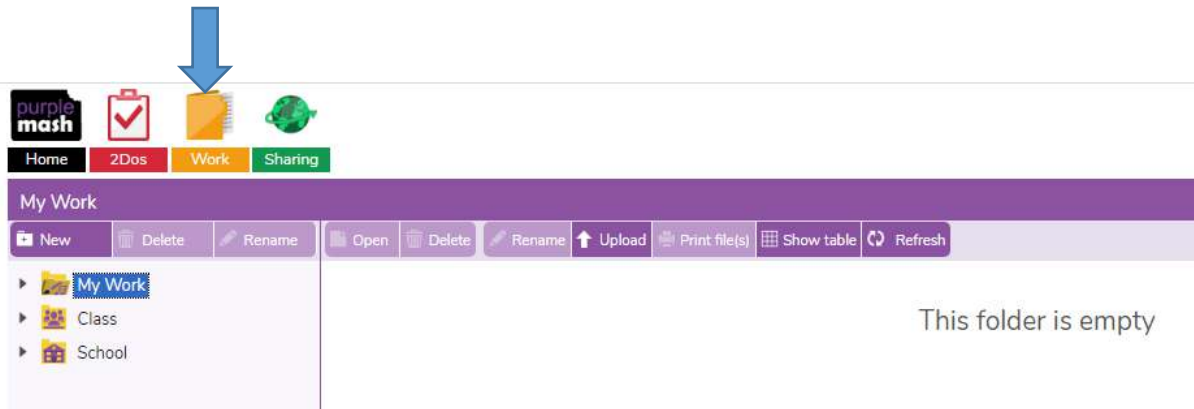 purple
mash
Home 2Dos Work Sharing
My Work
New Delete Rename Open Delete Rename Upload Print file(s) Show table Refresh
My Work
Class
School
This folder is empty